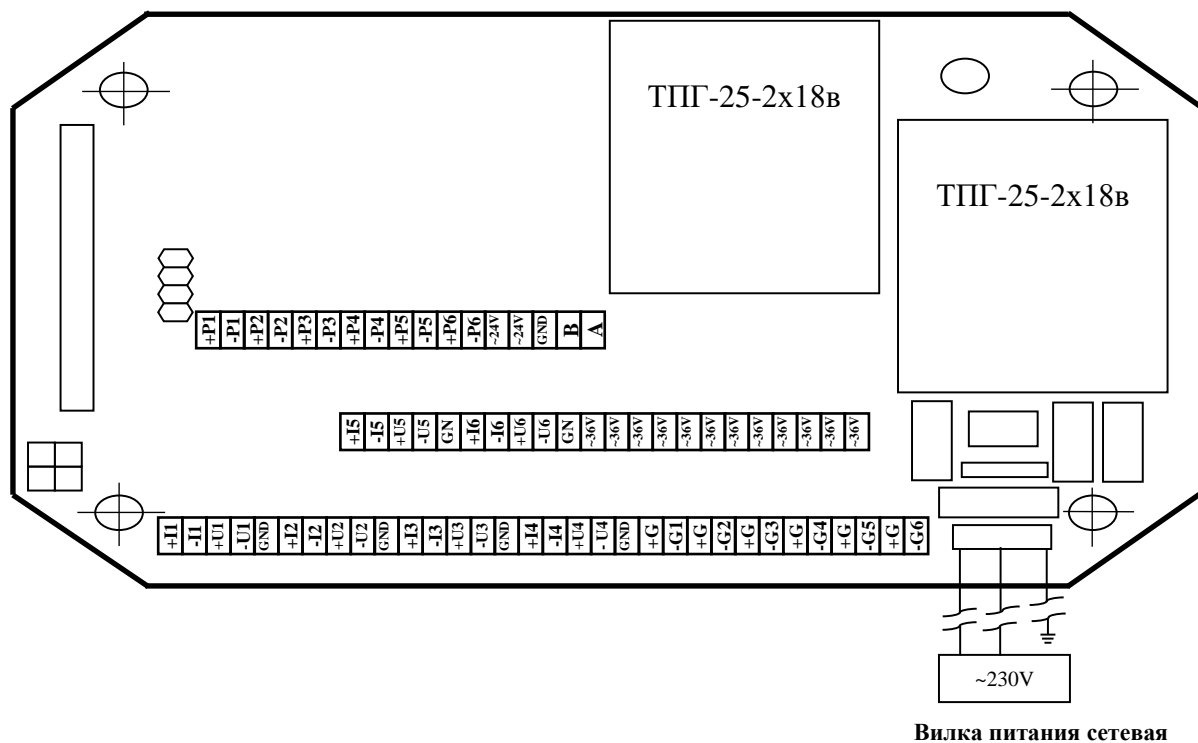 ТПГ-25-2х18в
ТПГ-25-2х18в
+P1 -P1 +P2 -P2 +P3 -P3 +P4 -P4 +P5 -P5 +P6 -P6 ~24V ~24V GND B A
+I5 -I5 +U5 -U5 GN +I6 -I6 +U6 -U6 GN ~36V ~36V ~36V ~36V ~36V ~36V ~36V ~36V ~36V ~36V ~36V ~36V
+I1 -I1 +U1 -U1 GND +I2 -I2 +U2 -U2 GND +I3 -I3 +U3 -U3 GND +I4 -I4 +U4 -U4 GND +G -G1 +G -G2 +G -G3 +G -G4 +G -G5 +G -G6
~230V
Вилка питания сетевая